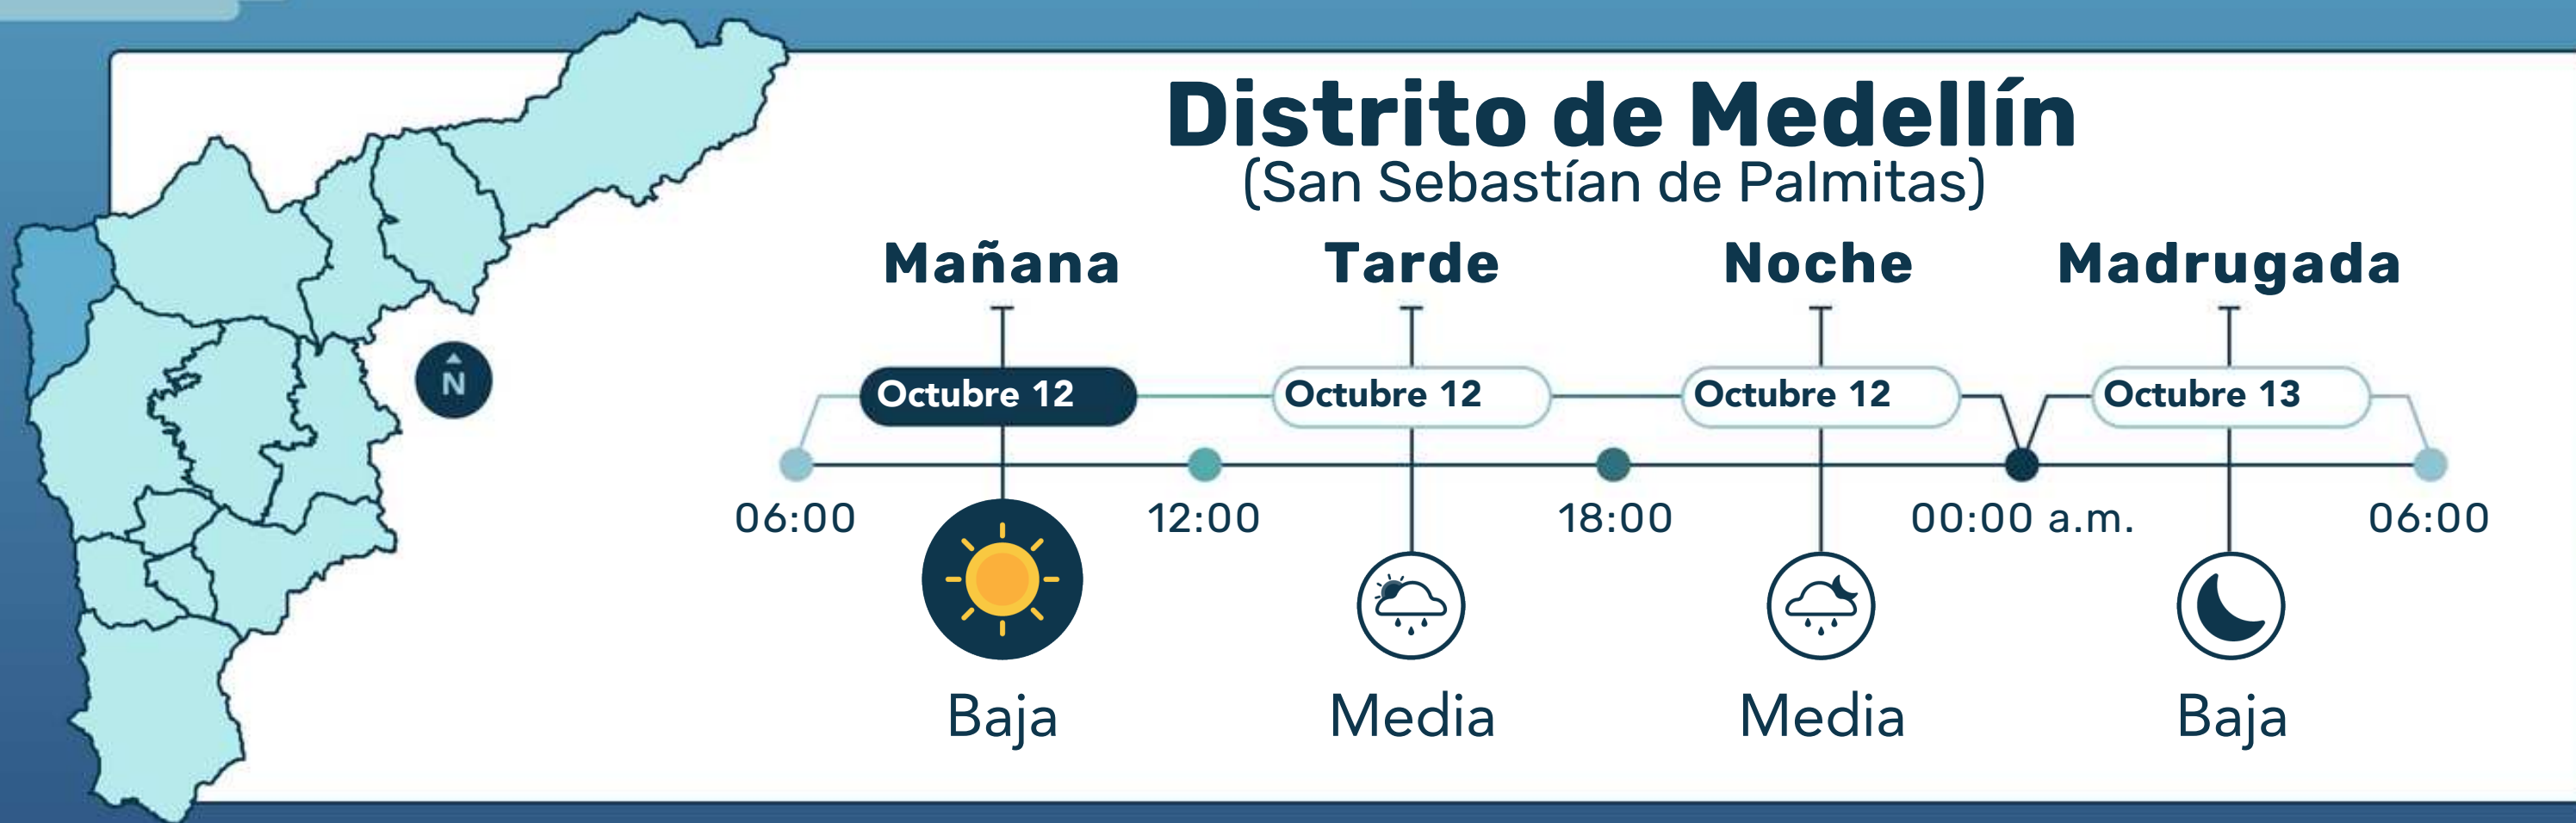 Distrito de Medellín
(San Sebastían de Palmitas)
Mañana Tarde Noche Madrugada
Octubre 12 Octubre 12 Octubre 12 Octubre 13
N
06:00 12:00 18:00 00:00 a.m. 06:00
Baja Media Media Baja